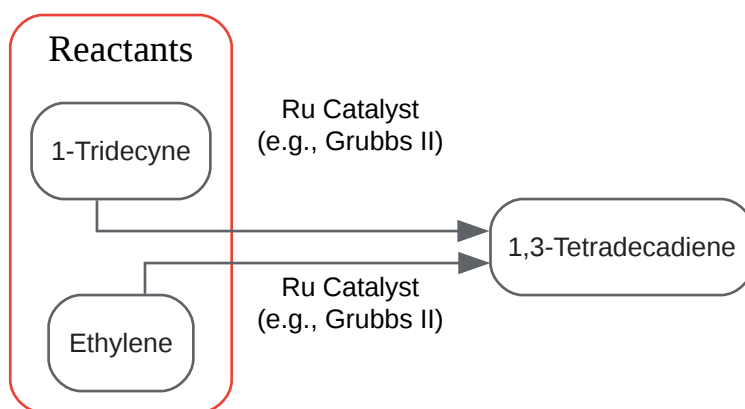 Reactants
1-Tridecyne
Ru Catalyst
(e.g., Grubbs II)
1,3-Tetradecadiene
Ethylene
Ru Catalyst
(e.g., Grubbs II)